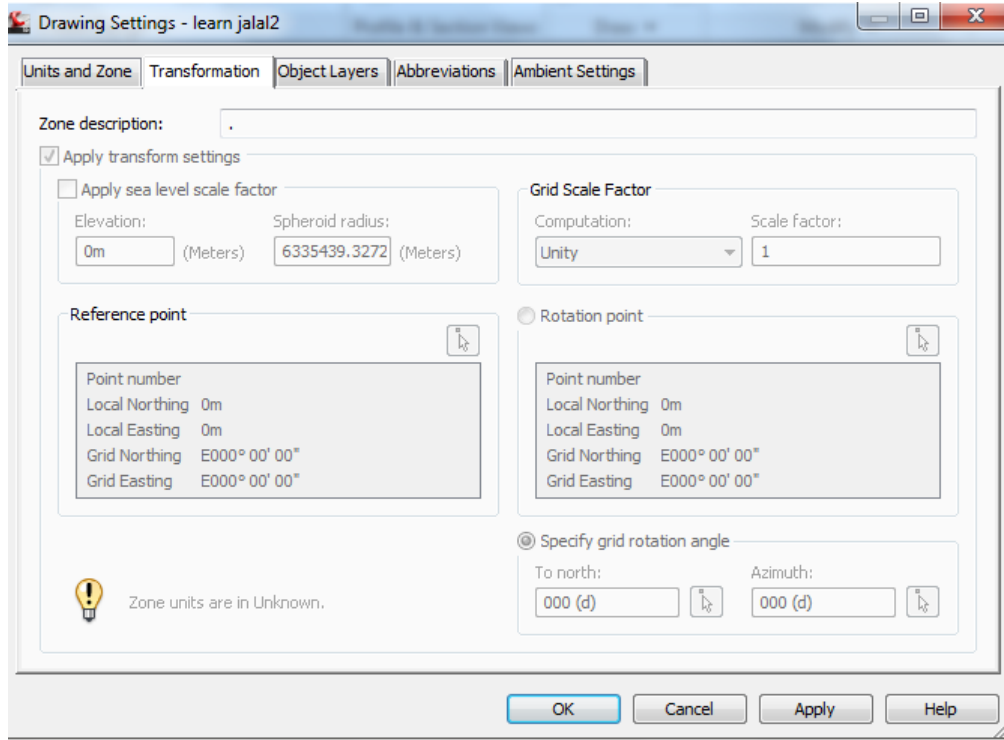 Drawing Settings - learn jalal2
Units and Zone Transformation Object Layers Abbreviations Ambient Settings
Zone description: .
Apply transform settings
Apply sea level scale factor
Elevation: Spheroid radius:
0m (Meters) 6335439.3272 (Meters)
Grid Scale Factor
Computation: Scale factor:
Unity 1
Reference point
Point number
Local Northing 0m
Local Easting 0m
Grid Northing E000° 00' 00"
Grid Easting E000° 00' 00"
Rotation point
Point number
Local Northing 0m
Local Easting 0m
Grid Northing E000° 00' 00"
Grid Easting E000° 00' 00"
Specify grid rotation angle
To north: Azimuth:
000 (d) 000 (d)
Zone units are in Unknown.
OK Cancel Apply Help